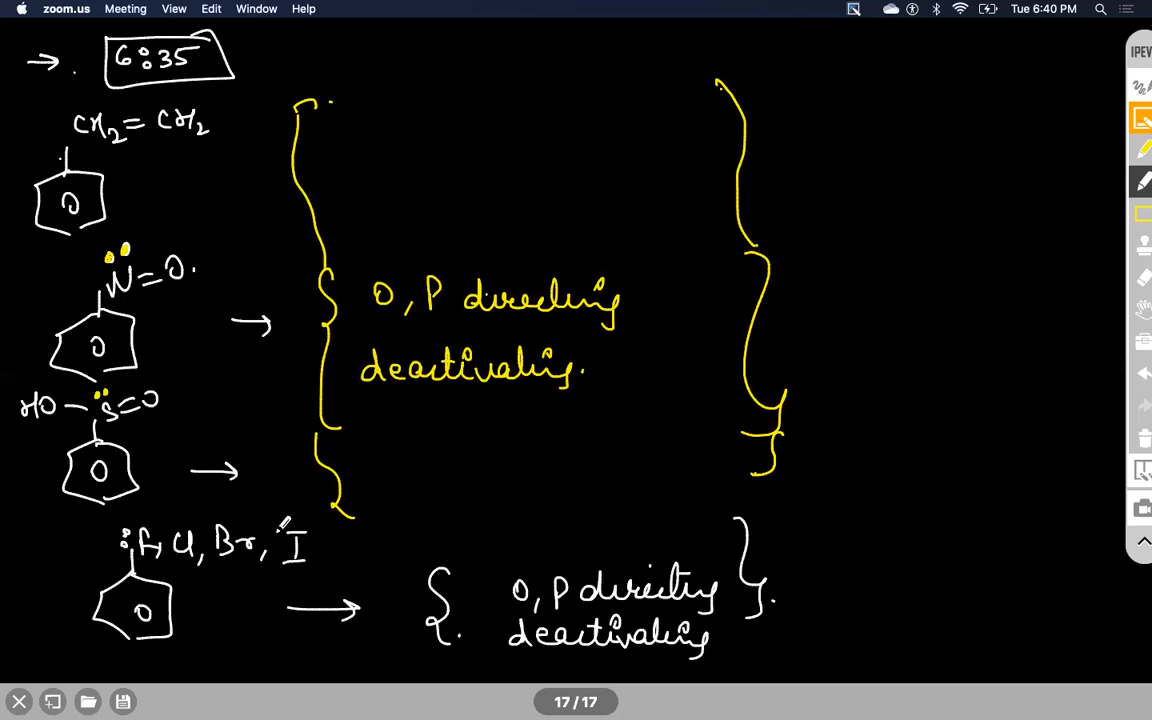 zoom.us Meeting View Edit Window Help Tue 6:40 PM
→ 6:35
IPEV
CH2 = CH2
N=O.
O, P directing
deactivating.
HO – S=O
F, Cl, Br, I
{ O, P directing }.
deactivating
17 / 17